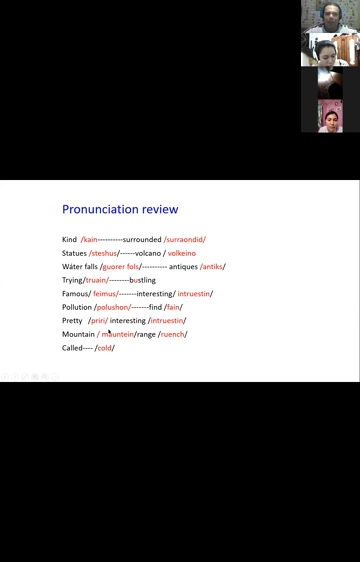 Pronunciation review
Kind /kain----------surrounded /surraondid/
Statues /steshus/------volcano / volkeino
Wáter falls /guorer fols/---------- antiques /antiks/
Trying/truain/--------bustling
Famous/ feimus/-------interesting/ intruestin/
Pollution /polushon/-------find /fain/
Pretty /priri/ interesting /intruestin/
Mountain / mauntein/range /ruench/
Called---- /cold/